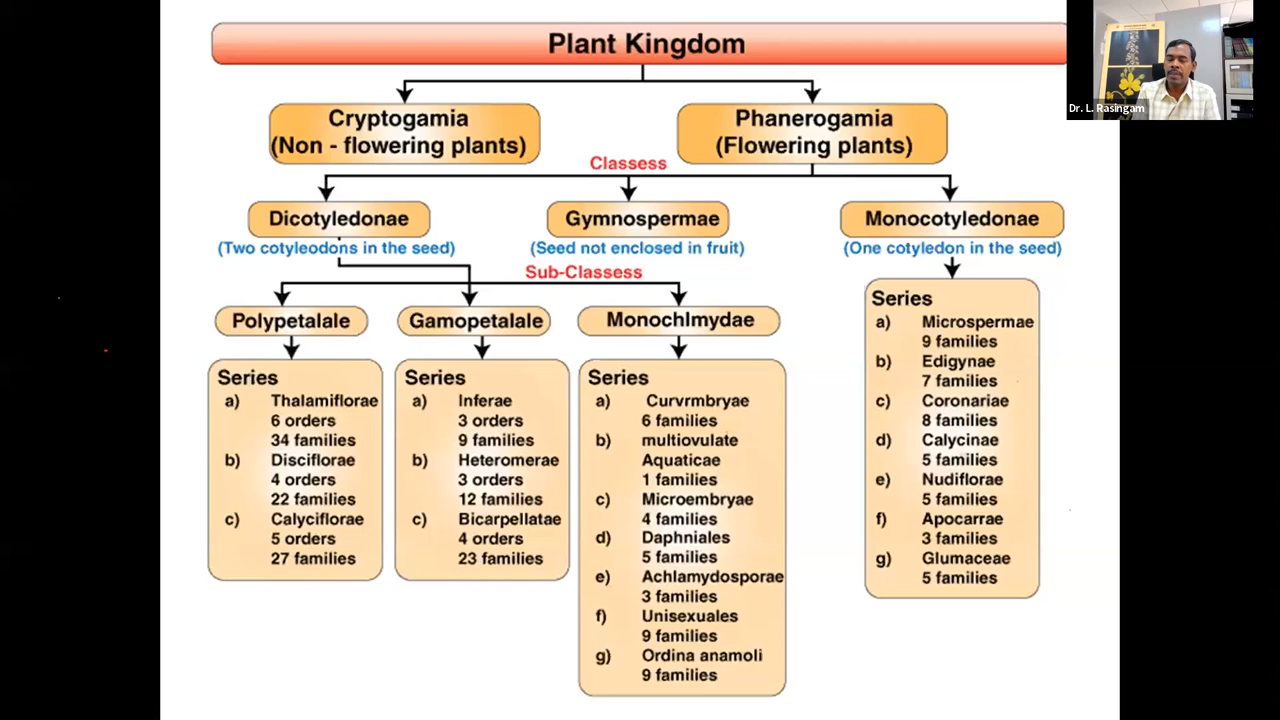 Plant Kingdom
Dr. L. Rasingam
Cryptogamia
(Non - flowering plants)
Phanerogamia
(Flowering plants)
Classess
Dicotyledonae
(Two cotyleodons in the seed)
Gymnospermae
(Seed not enclosed in fruit)
Monocotyledonae
(One cotyledon in the seed)
Sub-Classess
Polypetalale
Gamopetalale
Monochlmydae
Series
a) Thalamiflorae
6 orders
34 families
b) Disciflorae
4 orders
22 families
c) Calyciflorae
5 orders
27 families
Series
a) Inferae
3 orders
9 families
b) Heteromerae
3 orders
12 families
c) Bicarpellatae
4 orders
23 families
Series
a) Curvrmbryae
6 families
b) multiovulate
Aquaticae
1 families
c) Microembryae
4 families
d) Daphniales
5 families
e) Achlamydosporae
3 families
f) Unisexuales
9 families
g) Ordina anamoli
9 families
Series
a) Microspermae
9 families
b) Edigynae
7 families
c) Coronariae
8 families
d) Calycinae
5 families
e) Nudiflorae
5 families
f) Apocarrae
3 families
g) Glumaceae
5 families